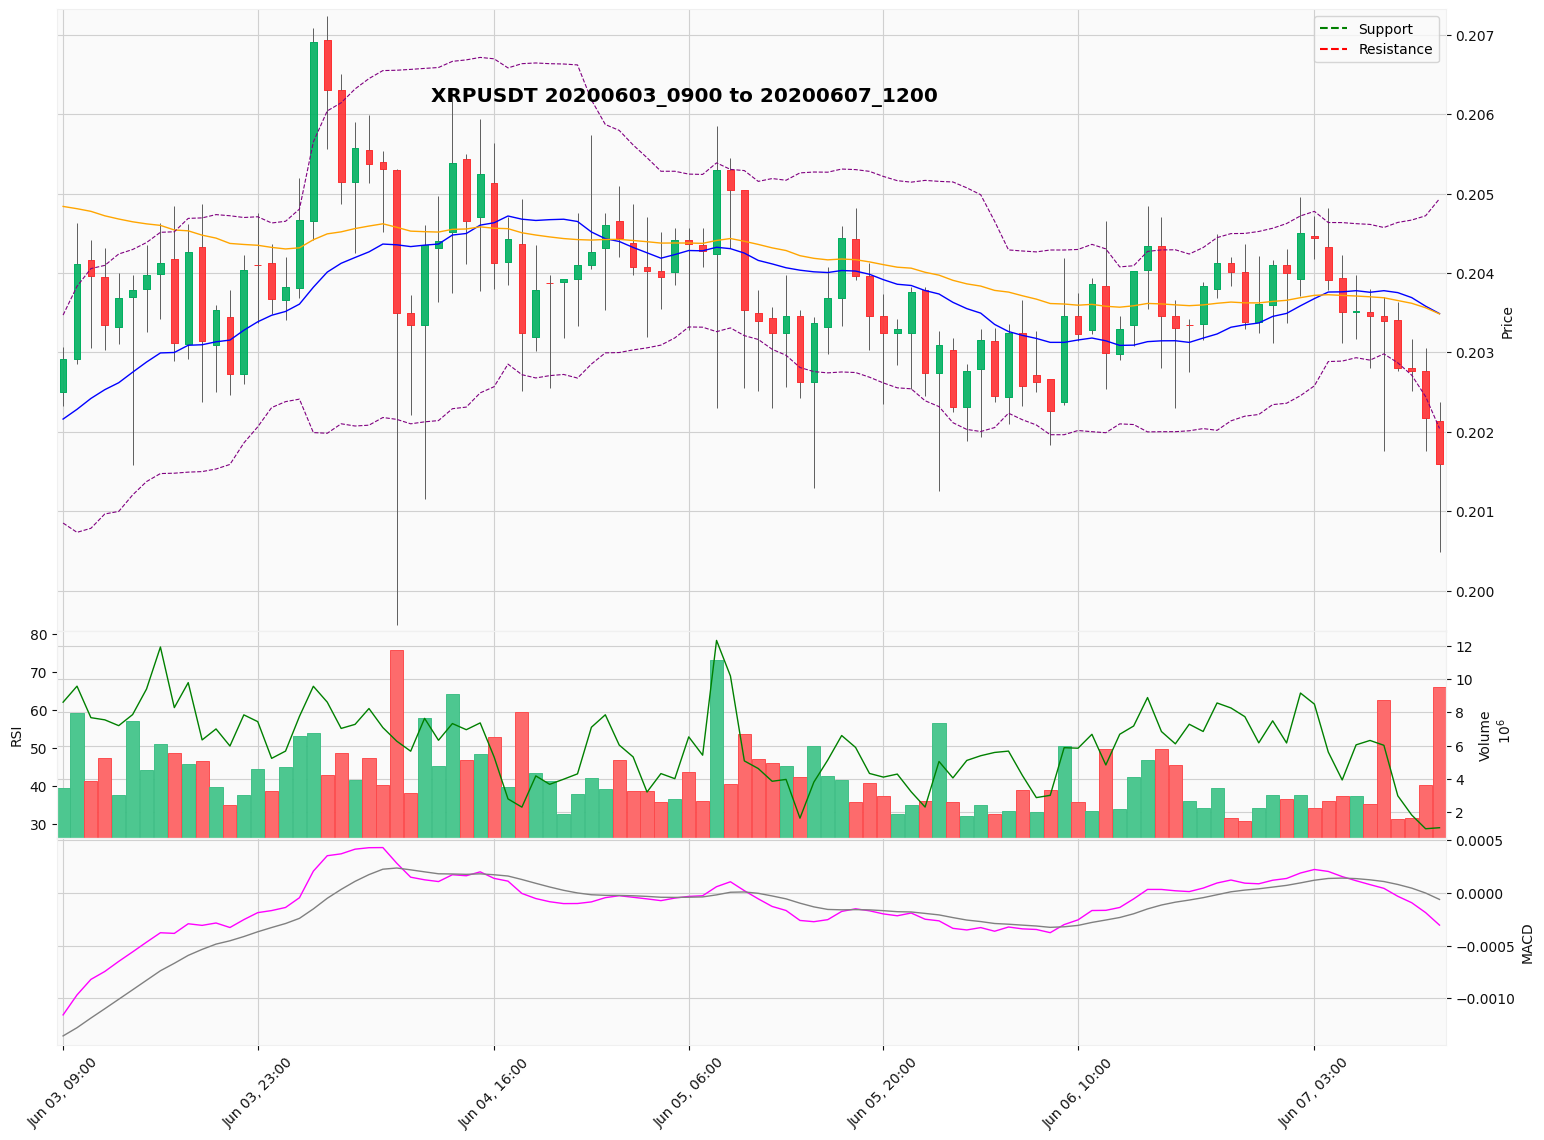 XRPUSDT 20200603_0900 to 20200607_1200
Support
Resistance
0.207
0.206
0.205
0.204
0.203
0.202
0.201
0.200
Price
80
70
60
50
40
30
RSI
12
10
8
6
4
2
Volume
10^6
0.0005
0.0000
−0.0005
−0.0010
MACD
Jun 03, 09:00
Jun 03, 23:00
Jun 04, 16:00
Jun 05, 06:00
Jun 05, 20:00
Jun 06, 10:00
Jun 07, 03:00